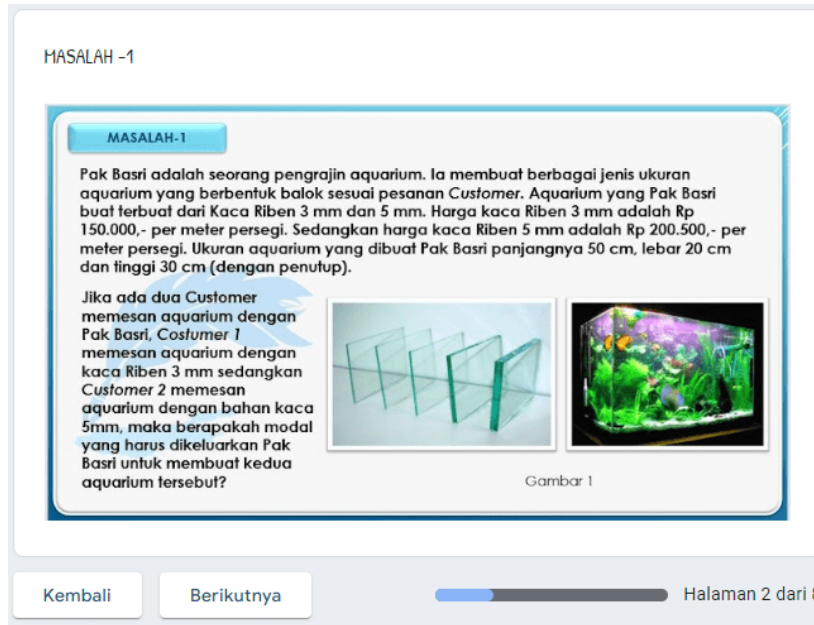 MASALAH -1
MASALAH-1
Pak Basri adalah seorang pengrajin aquarium. Ia membuat berbagai jenis ukuran
aquarium yang berbentuk balok sesuai pesanan Customer. Aquarium yang Pak Basri
buat terbuat dari Kaca Riben 3 mm dan 5 mm. Harga kaca Riben 3 mm adalah Rp
150.000,- per meter persegi. Sedangkan harga kaca Riben 5 mm adalah Rp 200.500,- per
meter persegi. Ukuran aquarium yang dibuat Pak Basri panjangnya 50 cm, lebar 20 cm
dan tinggi 30 cm (dengan penutup).
Jika ada dua Customer
memesan aquarium dengan
Pak Basri, Costumer 1
memesan aquarium dengan
kaca Riben 3 mm sedangkan
Customer 2 memesan
aquarium dengan bahan kaca
5mm, maka berapakah modal
yang harus dikeluarkan Pak
Basri untuk membuat kedua
aquarium tersebut?
Gambar 1
Kembali
Berikutnya
Halaman 2 dari